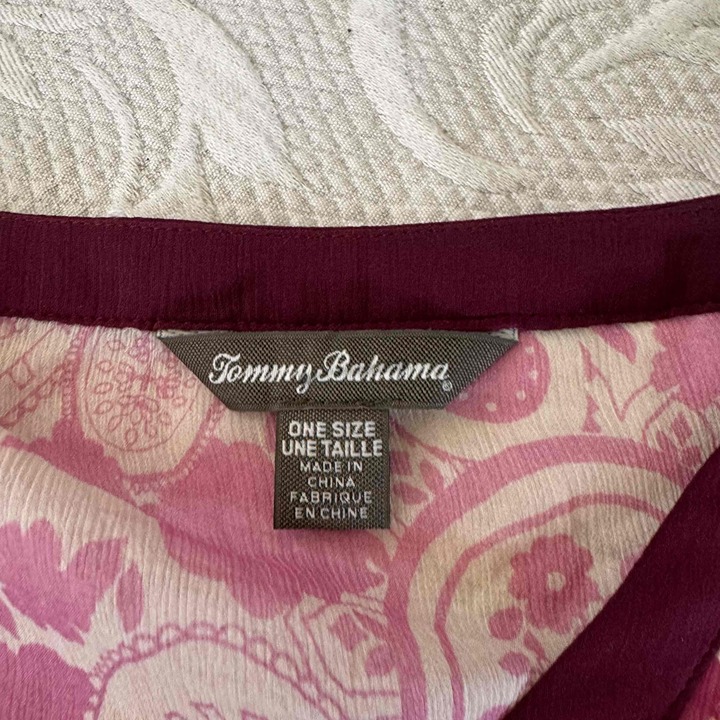 Tommy Bahama®
ONE SIZE
UNE TAILLE
MADE IN
CHINA
FABRIQUE
EN CHINE